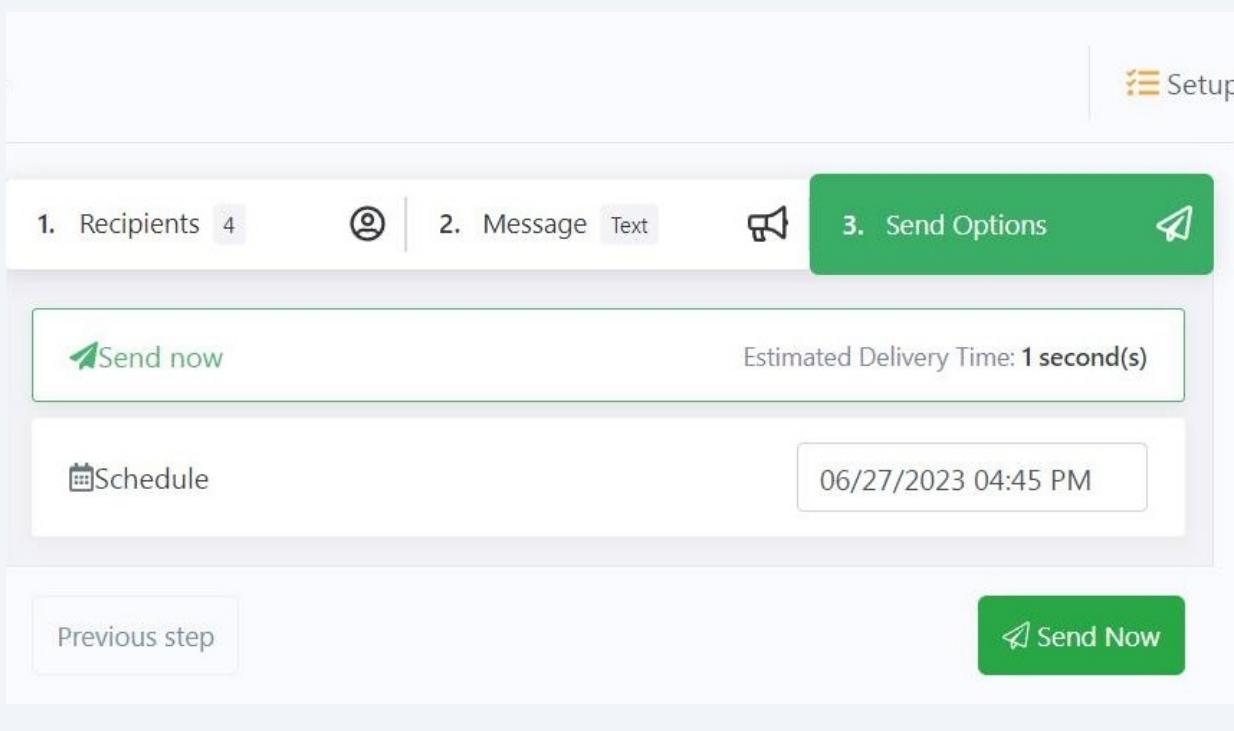 Setup
1. Recipients 4 2. Message Text 3. Send Options
Send now Estimated Delivery Time: 1 second(s)
Schedule 06/27/2023 04:45 PM
Previous step Send Now